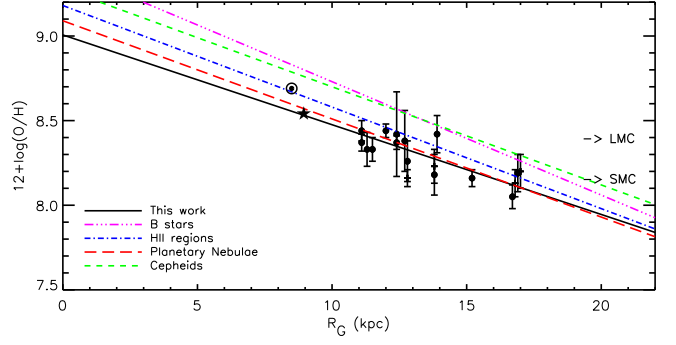 9.0
8.5
8.0
7.5
12+log(O/H)
-> LMC
-> SMC
This work
B stars
HII regions
Planetary Nebulae
Cepheids
0
5
10
15
20
R_G (kpc)